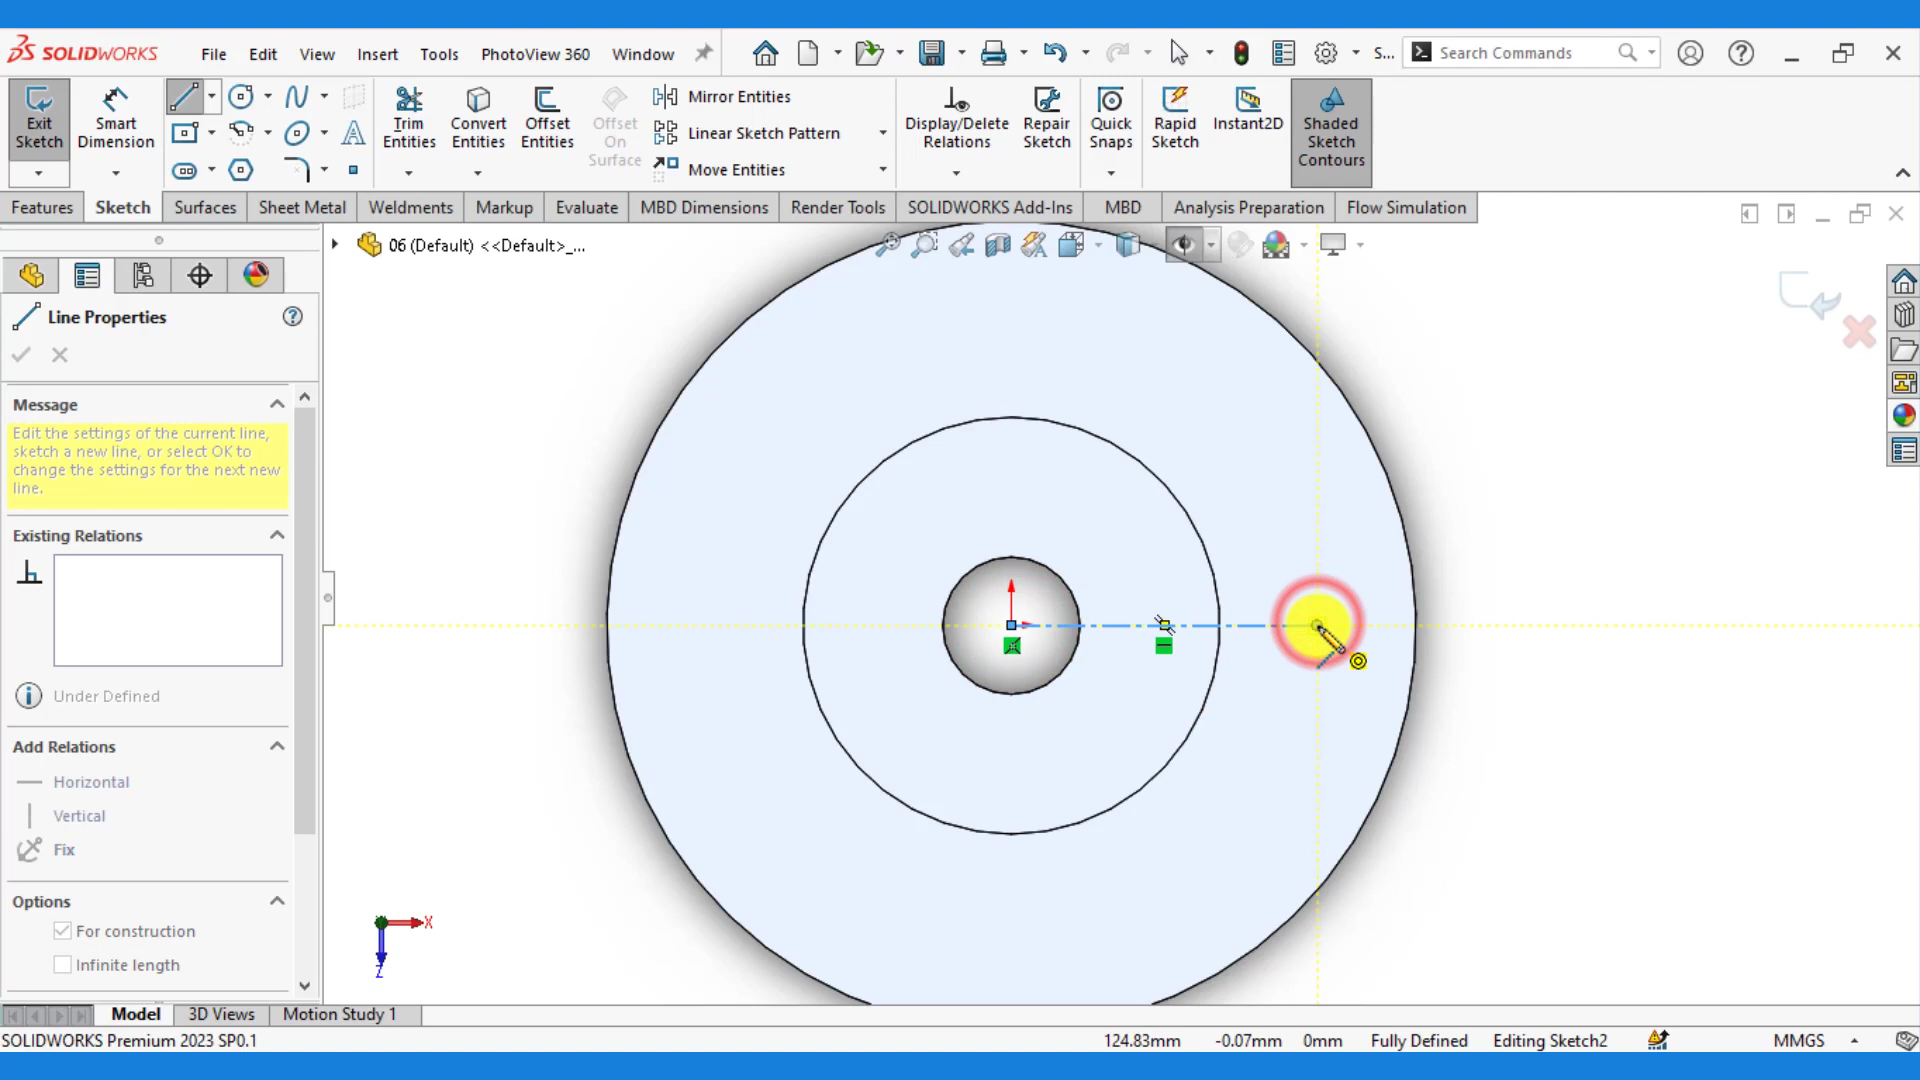 SOLIDWORKS File Edit View Insert Tools PhotoView 360 Window S... Search Commands
Exit Sketch
Smart Dimension
Trim Entities
Convert Entities
Offset Entities
Offset On Surface
Mirror Entities
Linear Sketch Pattern
Move Entities
Display/Delete Relations
Repair Sketch
Quick Snaps
Rapid Sketch
Instant2D
Shaded Sketch Contours
Features Sketch Surfaces Sheet Metal Weldments Markup Evaluate MBD Dimensions Render Tools SOLIDWORKS Add-Ins MBD Analysis Preparation Flow Simulation
06 (Default) <<Default>_...
Line Properties
Message
Edit the settings of the current line,
sketch a new line, or select OK to
change the settings for the next new
line.
Existing Relations
Under Defined
Add Relations
Horizontal
Vertical
Fix
Options
For construction
Infinite length
X
Z
Model 3D Views Motion Study 1
SOLIDWORKS Premium 2023 SP0.1 124.83mm -0.07mm 0mm Fully Defined Editing Sketch2 MMGS